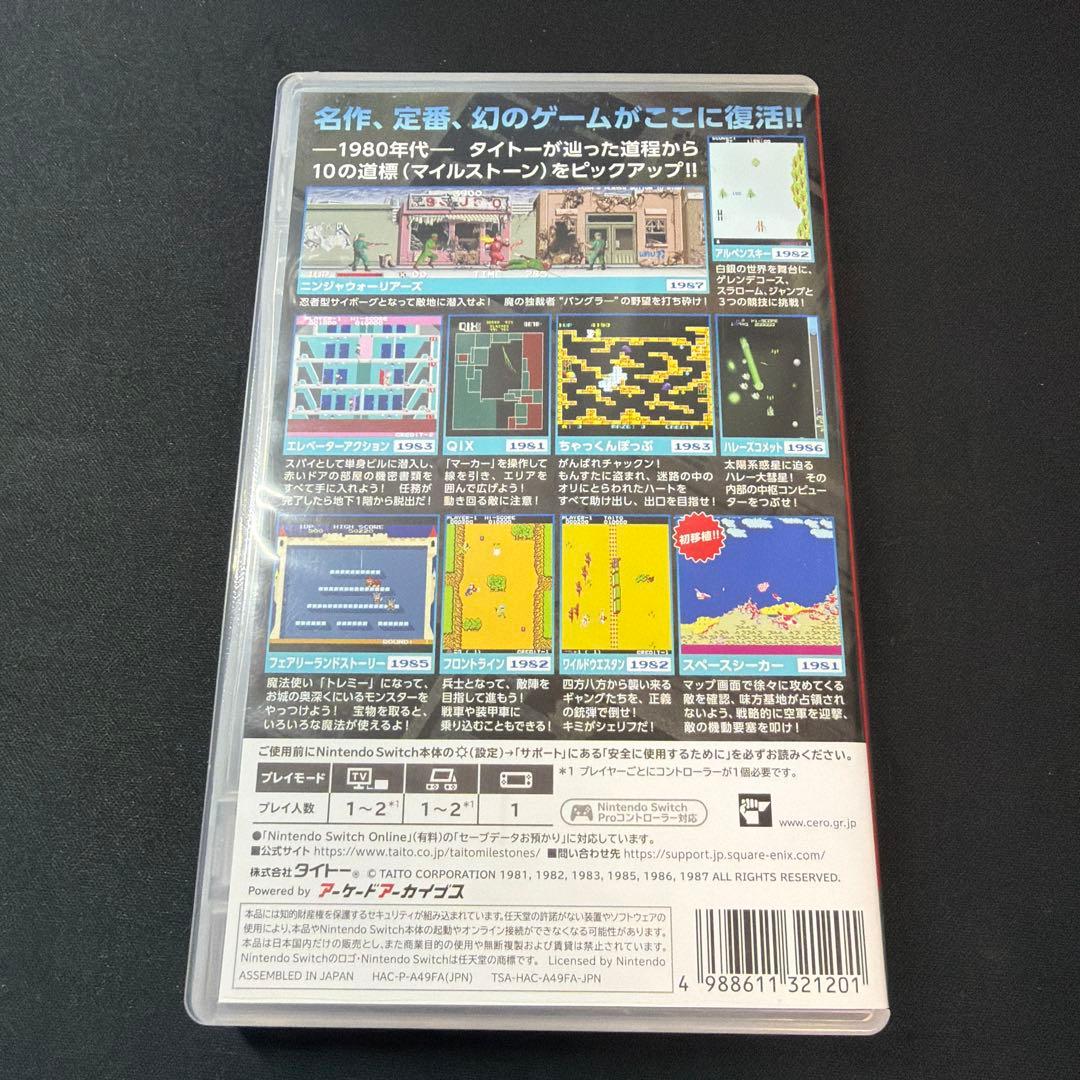 名作、定番、幻のゲームがここに復活!!
―1980年代― タイトーが辿った道程から
10の道標(マイルストーン)をピックアップ!!
ニンジャウォーリアーズ 1987
忍者型サイボーグとなって敵地に潜入せよ! 魔の独裁者“バングラー”の野望を打ち砕け!
アルペンスキー 1982
白銀の世界を舞台に、
ゲレンデコース、
スラローム、ジャンプと
3つの競技に挑戦!
エレベーターアクション 1983
スパイとして単身ビルに潜入し、
赤いドアの部屋の機密書類を
すべて手に入れよう! 任務が
完了したら地下1階から脱出だ!
QIX 1981
「マーカー」を操作して
線を引き、エリアを
囲んで広げよう!
動き回る敵に注意!
ちゃっくんぽっぷ 1983
がんばれチャックン!
もんすたに盗まれ、迷路の中の
オリにとらわれたハートを
すべて助け出し、出口を目指せ!
ハレーズコメット 1986
太陽系惑星に迫る
ハレー大彗星! その
内部の中枢コンピュー
ターをつぶせ!
フェアリーランドストーリー 1985
魔法使い「トレミー」になって、
お城の奥深くにいるモンスターを
やっつけよう! 宝物を取ると、
いろいろな魔法が使えるよ!
フロントライン 1982
兵士となって、敵陣を
目指して進もう!
戦車や装甲車に
乗り込むこともできる!
ワイルドウエスタン 1982
四方八方から襲い来る
ギャングたちを、正義
の銃弾で倒せ!
キミがシェリフだ!
初移植!!
スペースシーカー 1981
マップ画面で徐々に攻めてくる
敵を確認、味方基地が占領され
ないよう、戦略的に空軍を迎撃、
敵の機動要塞を叩け!
ご使用前にNintendo Switch本体の(設定)→「サポート」にある「安全に使用するために」を必ずお読みください。
プレイモード TV
プレイ人数 1～2*1 1～2*1 1
*1 プレイヤーごとにコントローラーが1個必要です。
Nintendo Switch
Proコントローラー対応
www.cero.gr.jp
●「Nintendo Switch Online」(有料)の「セーブデータお預かり」に対応しています。
■公式サイト https://www.taito.co.jp/taitomilestones/ ■問い合わせ先 https://support.jp.square-enix.com/
株式会社タイトー® © TAITO CORPORATION 1981, 1982, 1983, 1985, 1986, 1987 ALL RIGHTS RESERVED.
Powered by アーケードアーカイブス
本品には知的財産権を保護するセキュリティが組み込まれています。任天堂の許諾がない装置やソフトウェアの
使用により、本品やNintendo Switch本体の起動やオンライン接続ができなくなる可能性があります。
本品は日本国内だけの販売とし、また商業目的の使用や無断複製および賃貸は禁止されています。
Nintendo Switchのロゴ・Nintendo Switchは任天堂の商標です。 Licensed by Nintendo
ASSEMBLED IN JAPAN HAC-P-A49FA(JPN) TSA-HAC-A49FA-JPN
4 988611 321201